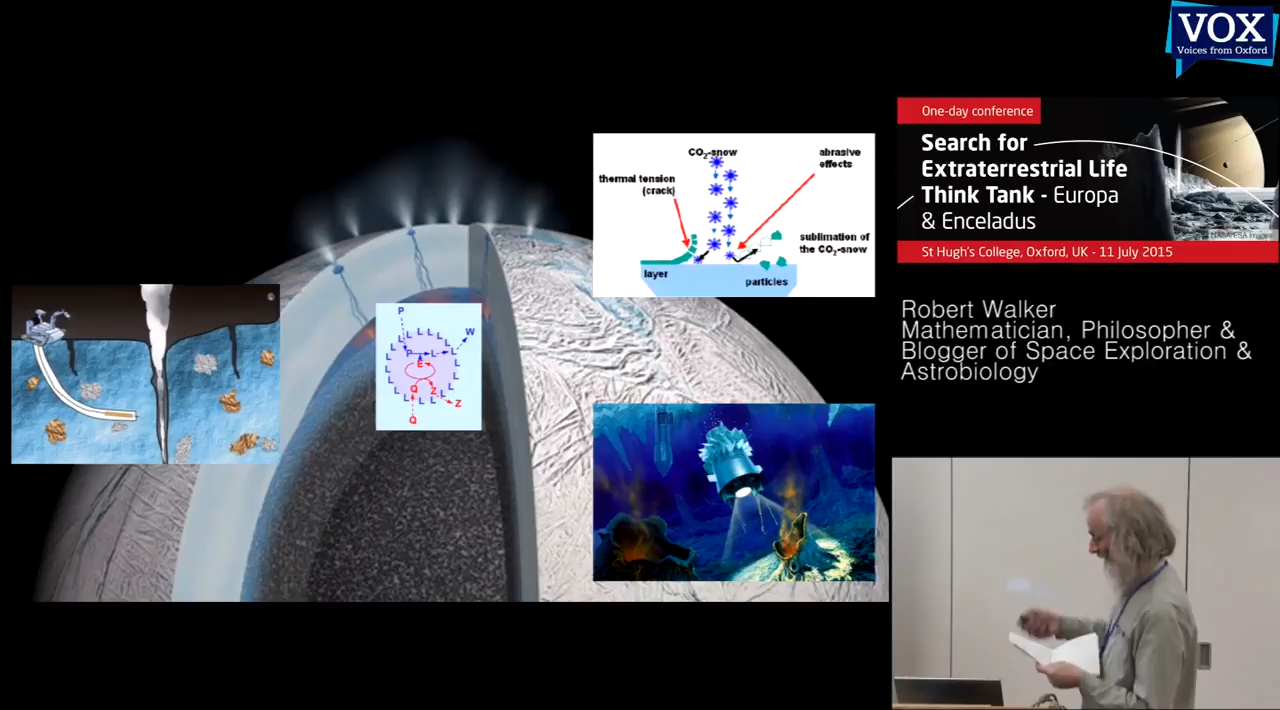 VOX
Voices from Oxford
One-day conference
Search for
Extraterrestrial Life
Think Tank - Europa
& Enceladus
St Hugh's College, Oxford, UK - 11 July 2015
Robert Walker
Mathematician, Philosopher &
Blogger of Space Exploration &
Astrobiology
CO2-snow
abrasive
effects
thermal tension
(crack)
sublimation of
the CO2-snow
layer
particles
P
L L L
W
P
L
E
Q
Z
Z
Q